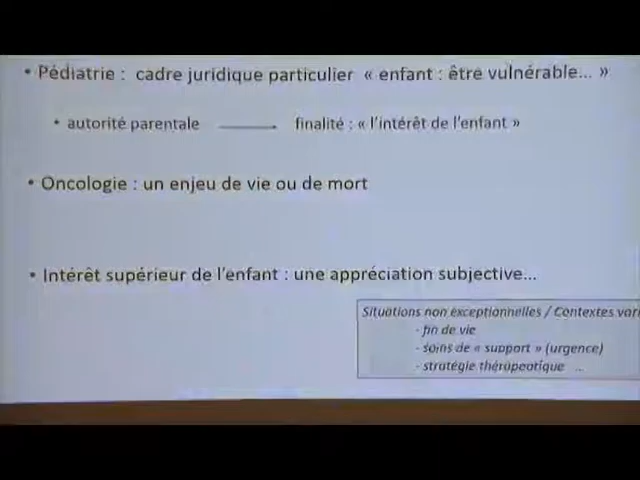 • Pédiatrie : cadre juridique particulier « enfant : être vulnérable... »
• autorité parentale → finalité : « l'intérêt de l'enfant »
• Oncologie : un enjeu de vie ou de mort
• Intérêt supérieur de l'enfant : une appréciation subjective...
Situations non exceptionnelles / Contextes
- fin de vie
- soins de « support » (urgence)
- stratégie thérapeutique ...